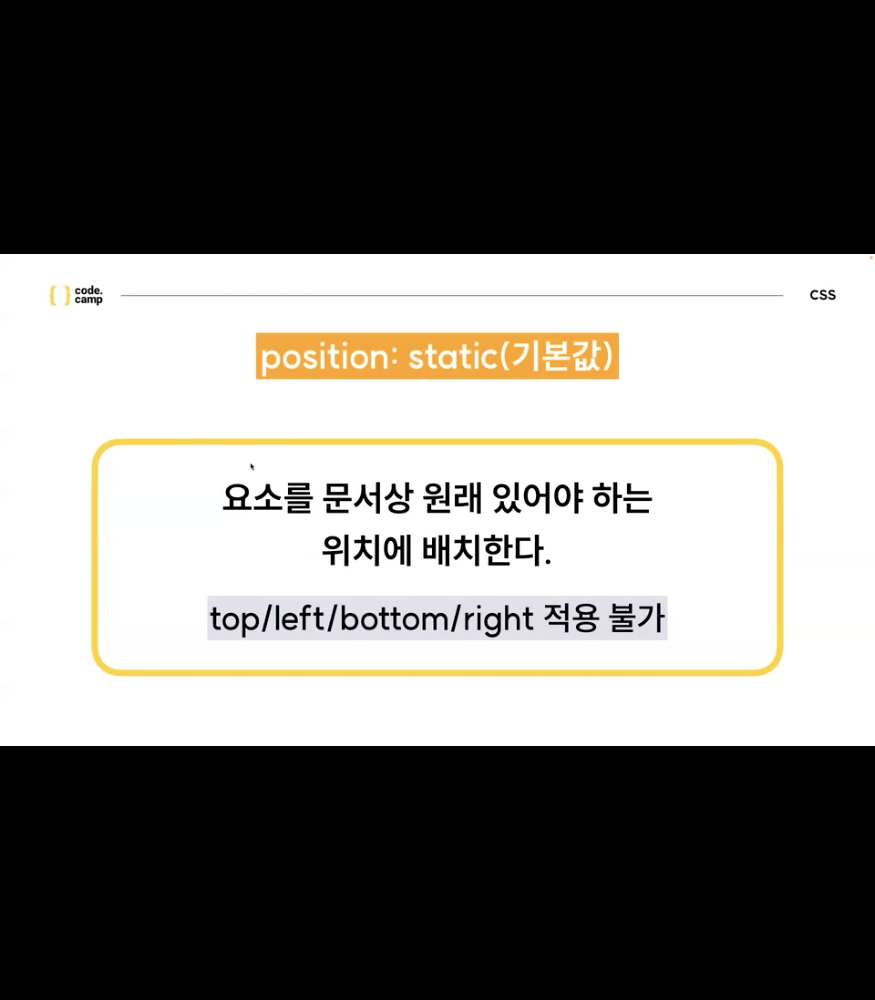 code.
camp
CSS
position: static(기본값)
요소를 문서상 원래 있어야 하는
위치에 배치한다.
top/left/bottom/right 적용 불가